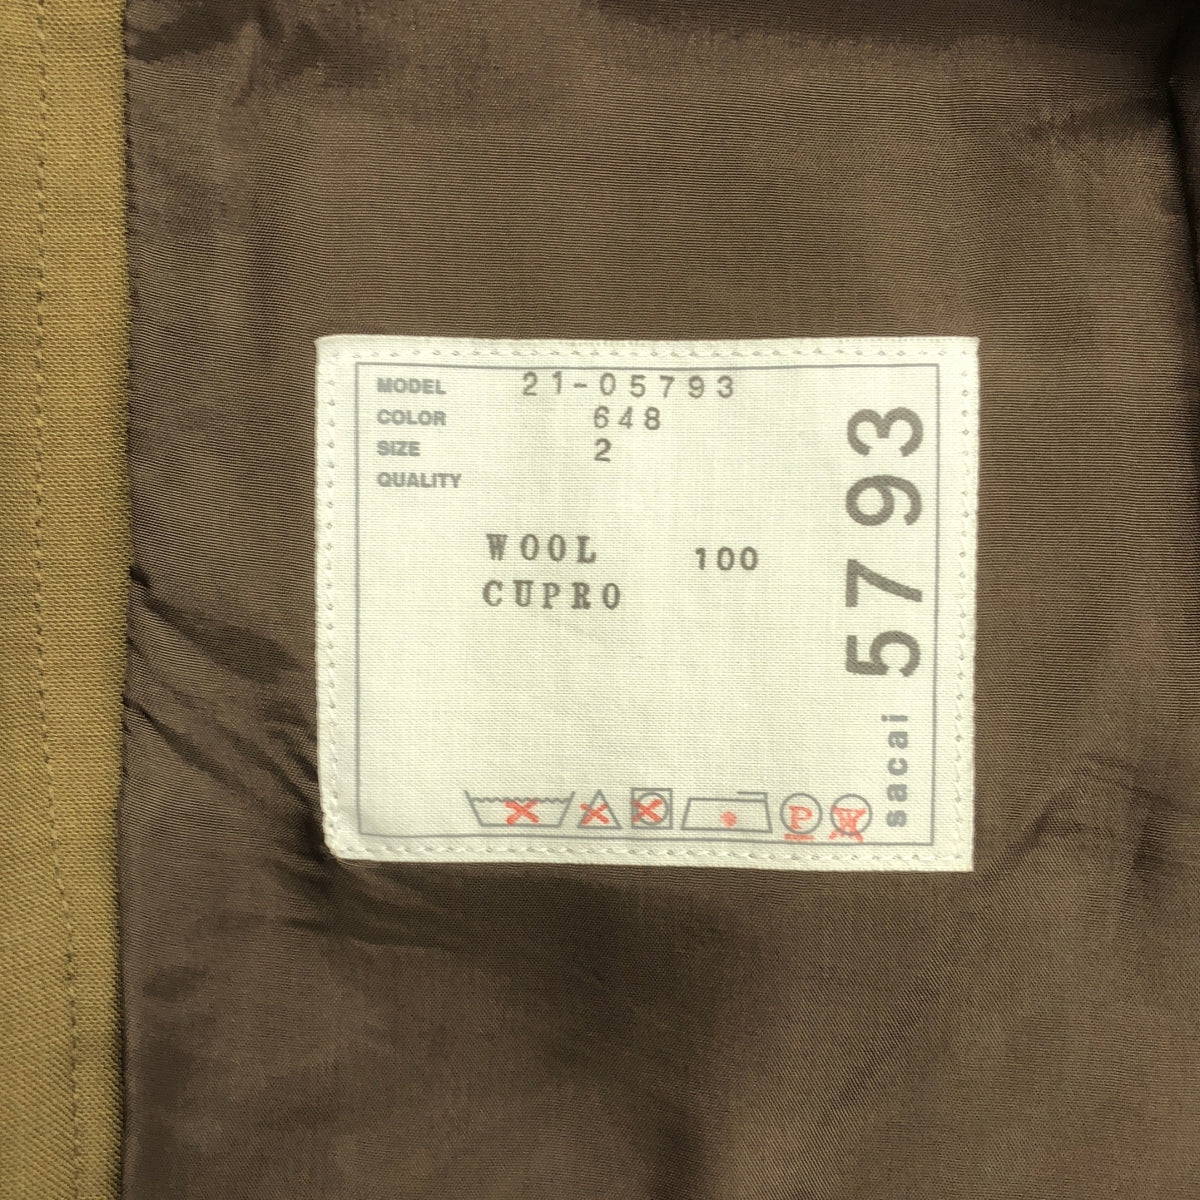 MODEL 21-05793
COLOR 648
SIZE 2
QUALITY
WOOL 100
CUPRO
sacai 5793
P
W